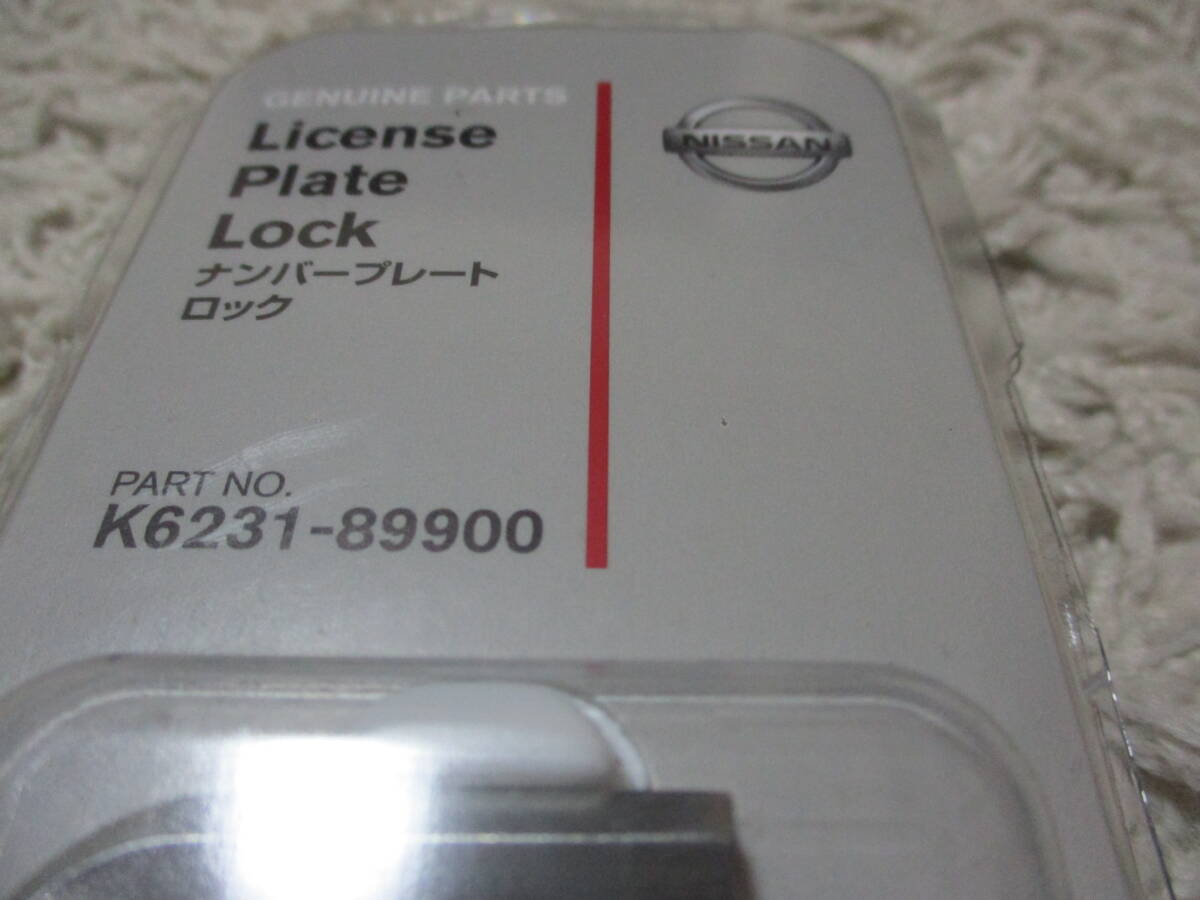 GENUINE PARTS
License
Plate
Lock
ナンバープレート
ロック
NISSAN
PART NO.
K6231-89900